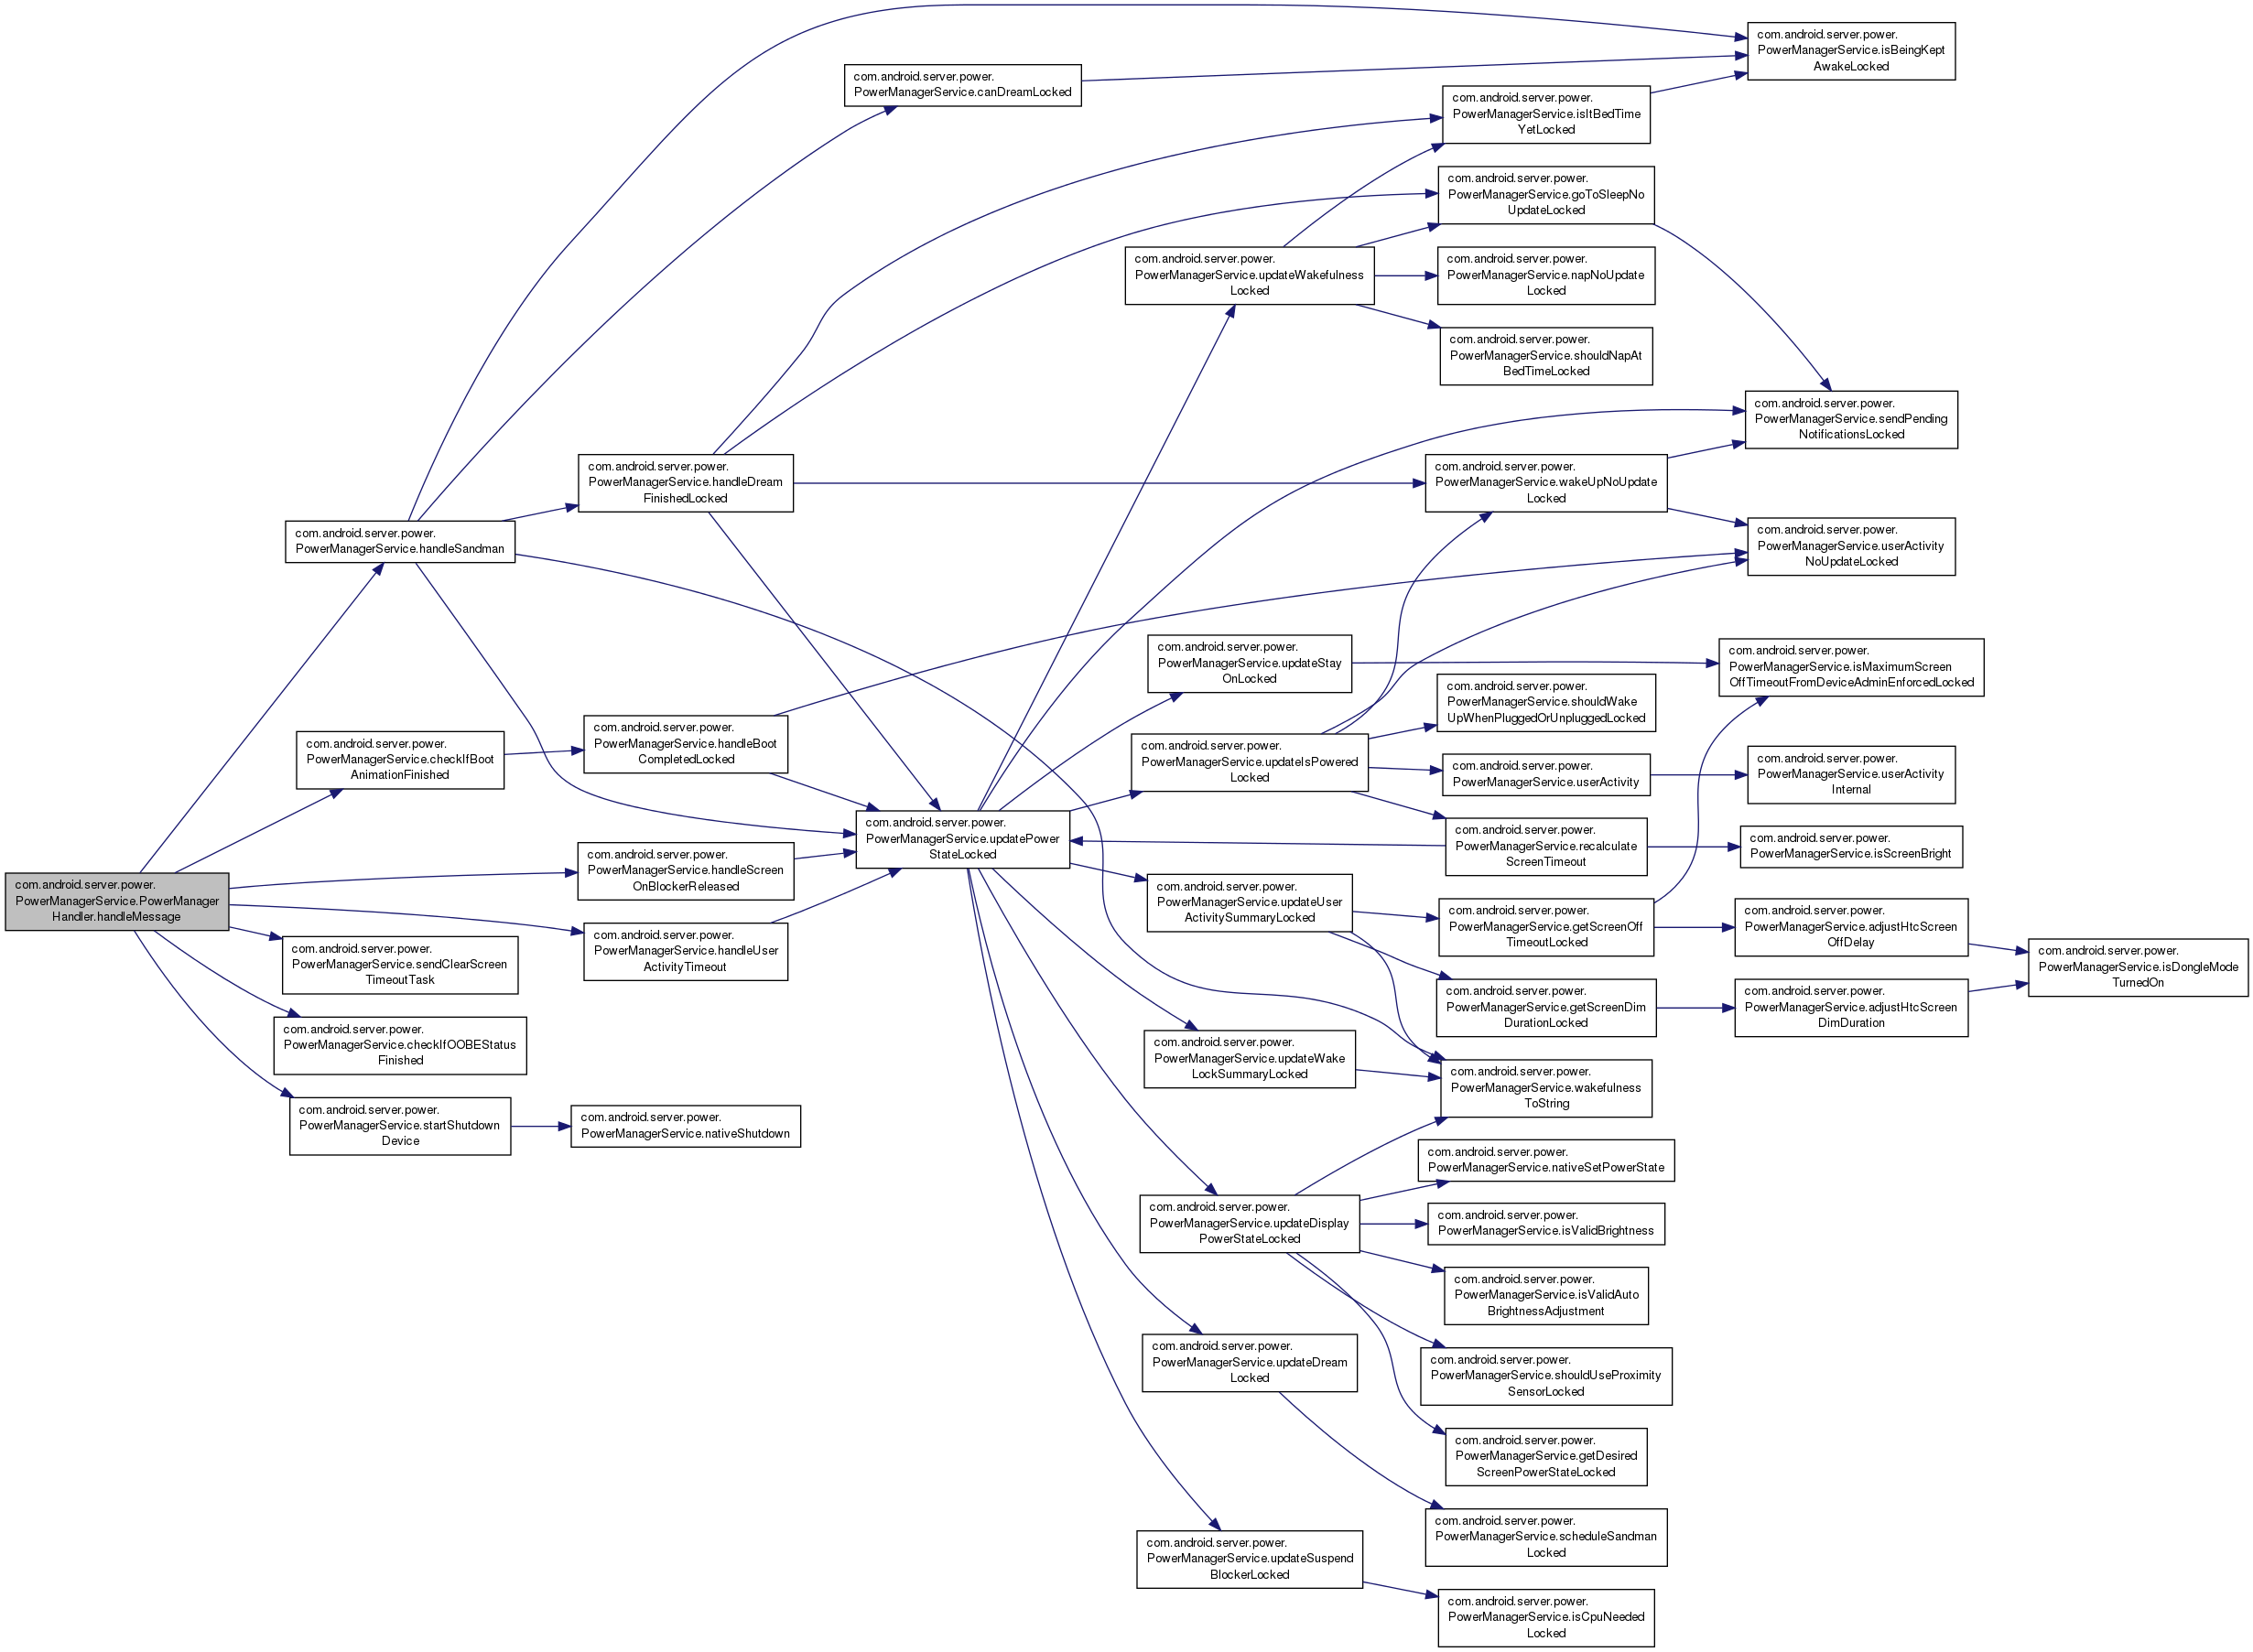 com.android.server.power.
PowerManagerService.PowerManager
Handler.handleMessage
com.android.server.power.
PowerManagerService.handleSandman
com.android.server.power.
PowerManagerService.checkIfBoot
AnimationFinished
com.android.server.power.
PowerManagerService.sendClearScreen
TimeoutTask
com.android.server.power.
PowerManagerService.checkIfOOBEStatus
Finished
com.android.server.power.
PowerManagerService.startShutdown
Device
com.android.server.power.
PowerManagerService.handleDream
FinishedLocked
com.android.server.power.
PowerManagerService.handleBoot
CompletedLocked
com.android.server.power.
PowerManagerService.handleScreen
OnBlockerReleased
com.android.server.power.
PowerManagerService.handleUser
ActivityTimeout
com.android.server.power.
PowerManagerService.nativeShutdown
com.android.server.power.
PowerManagerService.canDreamLocked
com.android.server.power.
PowerManagerService.updatePower
StateLocked
com.android.server.power.
PowerManagerService.updateWakefulness
Locked
com.android.server.power.
PowerManagerService.updateStay
OnLocked
com.android.server.power.
PowerManagerService.updateIsPowered
Locked
com.android.server.power.
PowerManagerService.updateUser
ActivitySummaryLocked
com.android.server.power.
PowerManagerService.updateWake
LockSummaryLocked
com.android.server.power.
PowerManagerService.updateDisplay
PowerStateLocked
com.android.server.power.
PowerManagerService.updateDream
Locked
com.android.server.power.
PowerManagerService.updateSuspend
BlockerLocked
com.android.server.power.
PowerManagerService.isItBedTime
YetLocked
com.android.server.power.
PowerManagerService.goToSleepNo
UpdateLocked
com.android.server.power.
PowerManagerService.napNoUpdate
Locked
com.android.server.power.
PowerManagerService.shouldNapAt
BedTimeLocked
com.android.server.power.
PowerManagerService.wakeUpNoUpdate
Locked
com.android.server.power.
PowerManagerService.shouldWake
UpWhenPluggedOrUnpluggedLocked
com.android.server.power.
PowerManagerService.userActivity
com.android.server.power.
PowerManagerService.recalculate
ScreenTimeout
com.android.server.power.
PowerManagerService.getScreenOff
TimeoutLocked
com.android.server.power.
PowerManagerService.getScreenDim
DurationLocked
com.android.server.power.
PowerManagerService.wakefulness
ToString
com.android.server.power.
PowerManagerService.nativeSetPowerState
com.android.server.power.
PowerManagerService.isValidBrightness
com.android.server.power.
PowerManagerService.isValidAuto
BrightnessAdjustment
com.android.server.power.
PowerManagerService.shouldUseProximity
SensorLocked
com.android.server.power.
PowerManagerService.getDesired
ScreenPowerStateLocked
com.android.server.power.
PowerManagerService.scheduleSandman
Locked
com.android.server.power.
PowerManagerService.isCpuNeeded
Locked
com.android.server.power.
PowerManagerService.isBeingKept
AwakeLocked
com.android.server.power.
PowerManagerService.sendPending
NotificationsLocked
com.android.server.power.
PowerManagerService.userActivity
NoUpdateLocked
com.android.server.power.
PowerManagerService.isMaximumScreen
OffTimeoutFromDeviceAdminEnforcedLocked
com.android.server.power.
PowerManagerService.userActivity
Internal
com.android.server.power.
PowerManagerService.isScreenBright
com.android.server.power.
PowerManagerService.adjustHtcScreen
OffDelay
com.android.server.power.
PowerManagerService.adjustHtcScreen
DimDuration
com.android.server.power.
PowerManagerService.isDongleMode
TurnedOn